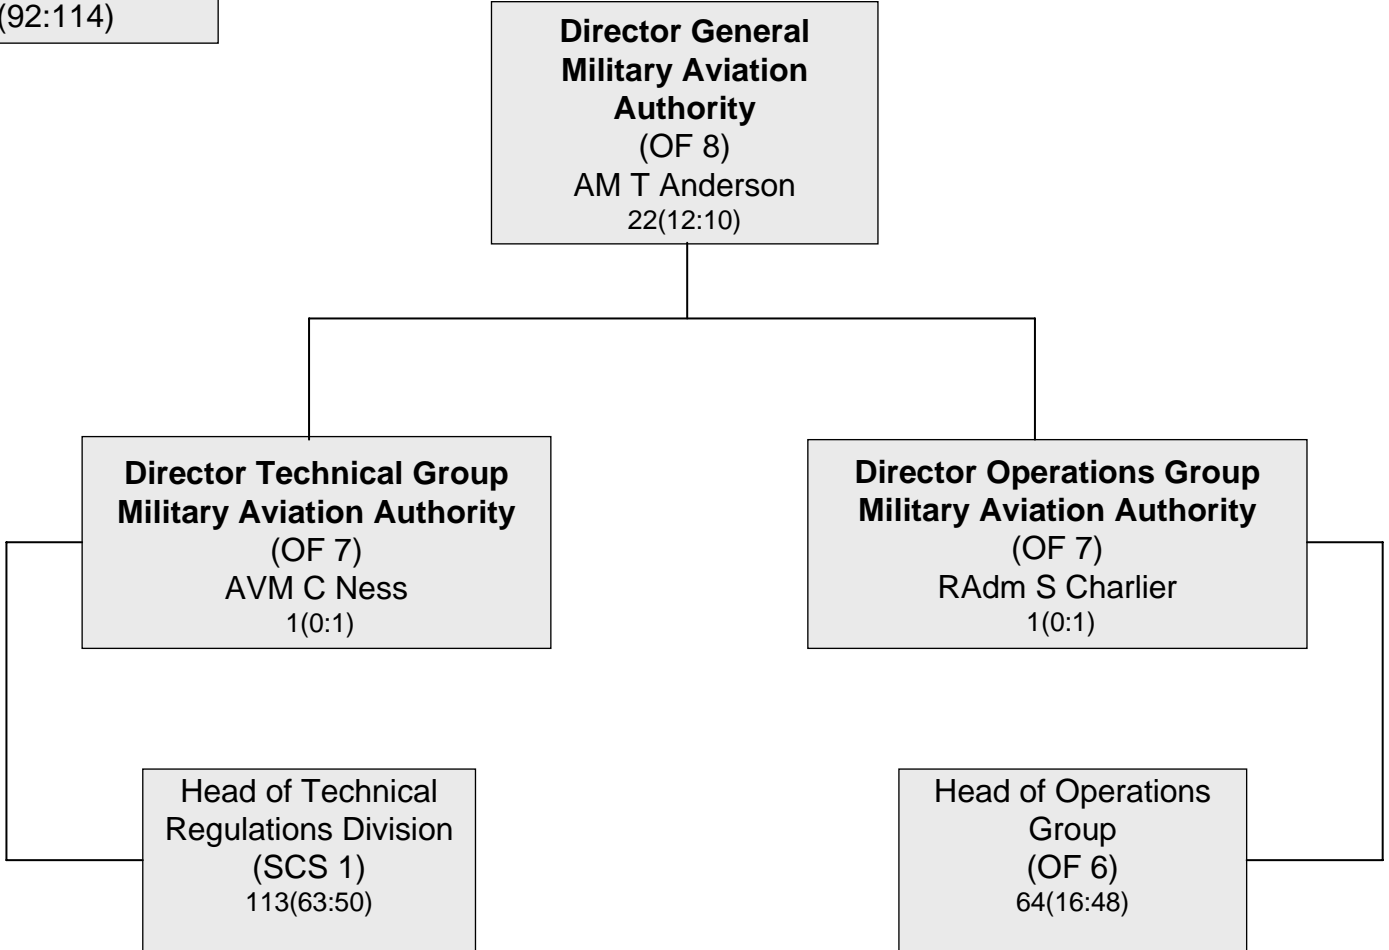 (92:114)
Director General
Military Aviation
Authority
(OF 8)
AM T Anderson
22(12:10)
Director Technical Group
Military Aviation Authority
(OF 7)
AVM C Ness
1(0:1)
Director Operations Group
Military Aviation Authority
(OF 7)
RAdm S Charlier
1(0:1)
Head of Technical
Regulations Division
(SCS 1)
113(63:50)
Head of Operations
Group
(OF 6)
64(16:48)